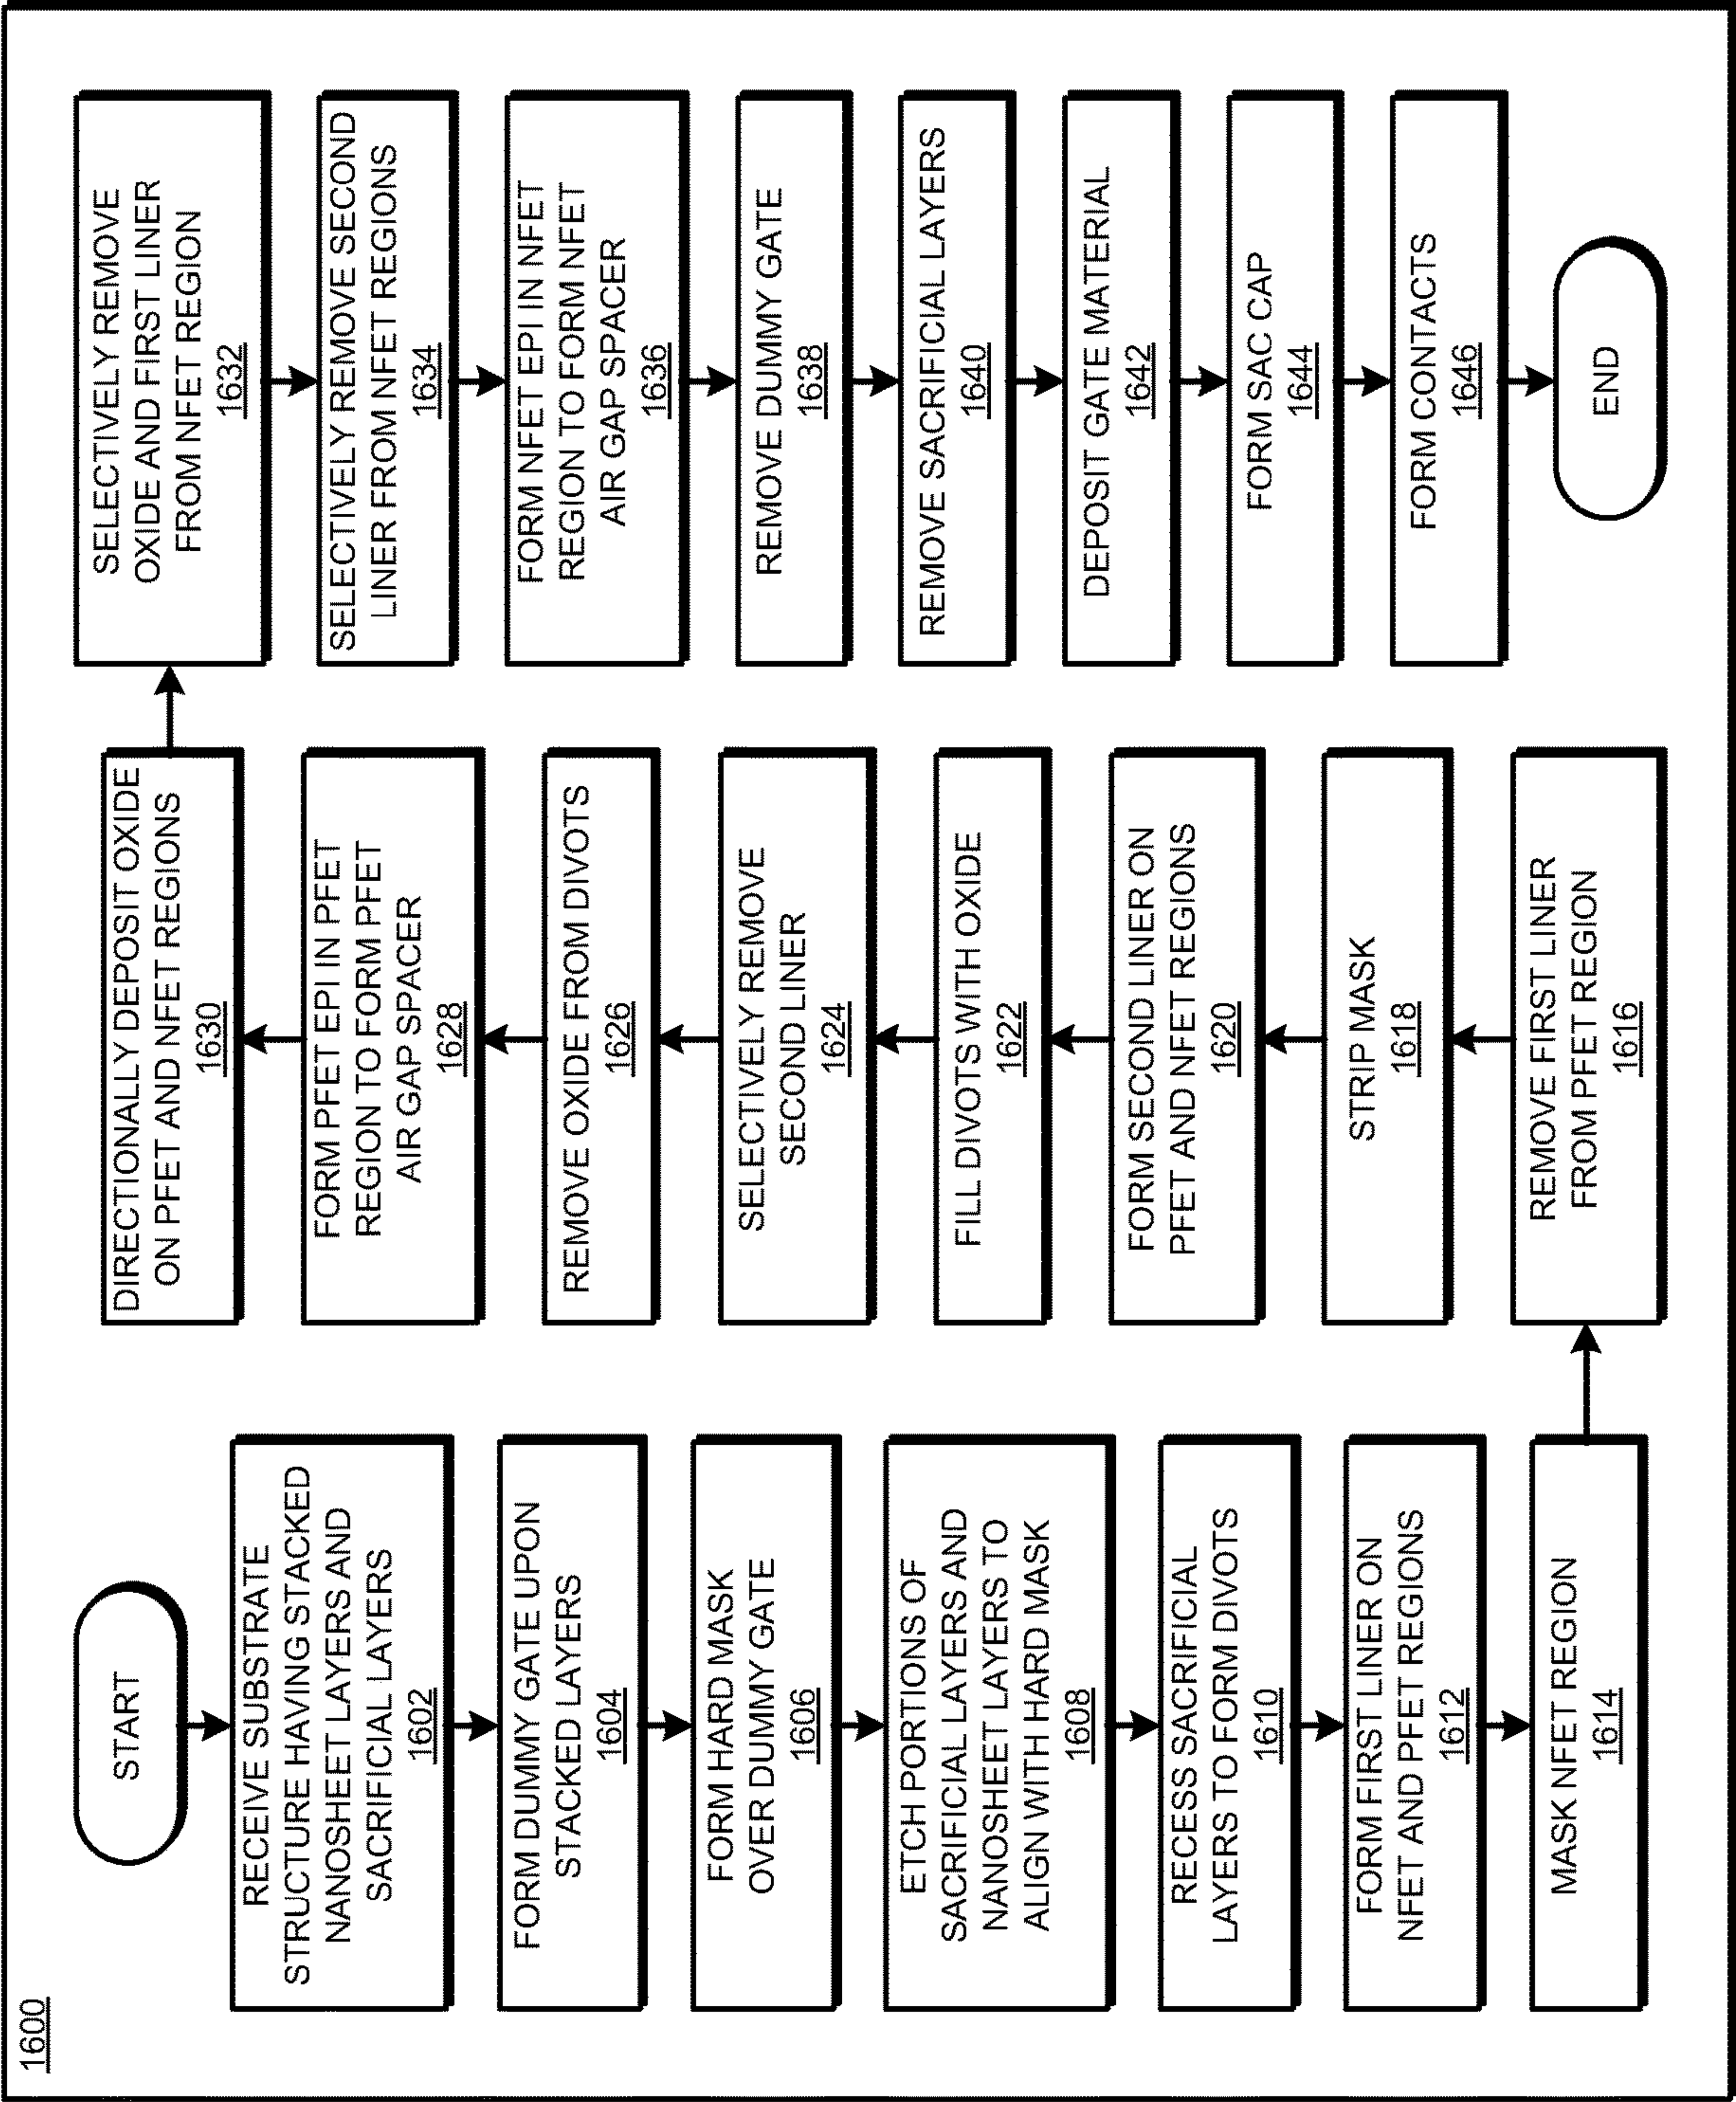 1600
START
RECEIVE SUBSTRATE
STRUCTURE HAVING STACKED
NANOSHEET LAYERS AND
SACRIFICIAL LAYERS
1602
FORM DUMMY GATE UPON
STACKED LAYERS
1604
FORM HARD MASK
OVER DUMMY GATE
1606
ETCH PORTIONS OF
SACRIFICIAL LAYERS AND
NANOSHEET LAYERS TO
ALIGN WITH HARD MASK
1608
RECESS SACRIFICIAL
LAYERS TO FORM DIVOTS
1610
FORM FIRST LINER ON
NFET AND PFET REGIONS
1612
MASK NFET REGION
1614
REMOVE FIRST LINER
FROM PFET REGION
1616
STRIP MASK
1618
FORM SECOND LINER ON
PFET AND NFET REGIONS
1620
FILL DIVOTS WITH OXIDE
1622
SELECTIVELY REMOVE
SECOND LINER
1624
REMOVE OXIDE FROM DIVOTS
1626
FORM PFET EPI IN PFET
REGION TO FORM PFET
AIR GAP SPACER
1628
DIRECTIONALLY DEPOSIT OXIDE
ON PFET AND NFET REGIONS
1630
SELECTIVELY REMOVE
OXIDE AND FIRST LINER
FROM NFET REGION
1632
SELECTIVELY REMOVE SECOND
LINER FROM NFET REGIONS
1634
FORM NFET EPI IN NFET
REGION TO FORM NFET
AIR GAP SPACER
1636
REMOVE DUMMY GATE
1638
REMOVE SACRIFICIAL LAYERS
1640
DEPOSIT GATE MATERIAL
1642
FORM SAC CAP
1644
FORM CONTACTS
1646
END